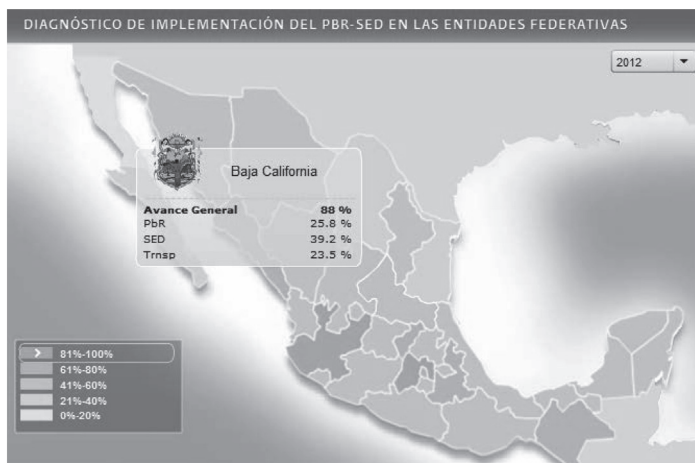 DIAGNÓSTICO DE IMPLEMENTACIÓN DEL PBR-SED EN LAS ENTIDADES FEDERATIVAS
2012
Baja California
Avance General 88 %
PbR 25.8 %
SED 39.2 %
Trnsp 23.5 %
81%-100%
61%-80%
41%-60%
21%-40%
0%-20%